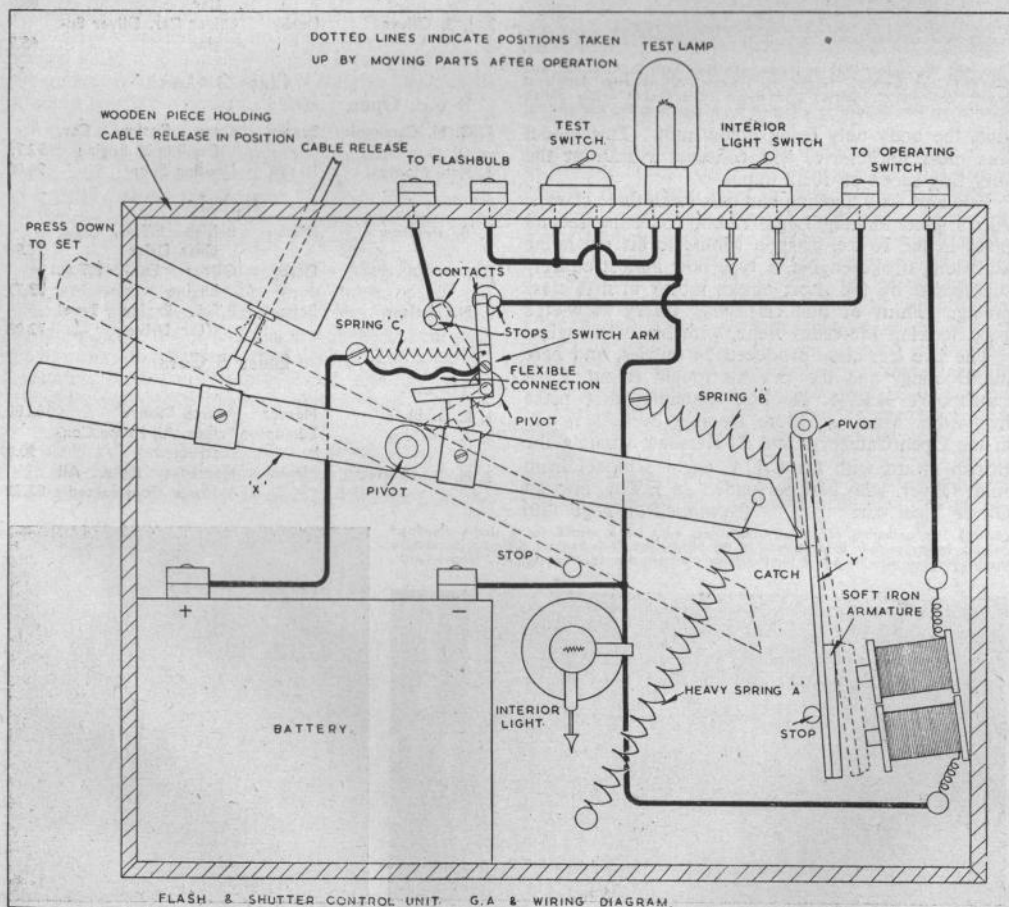 DOTTED LINES INDICATE POSITIONS TAKEN
UP BY MOVING PARTS AFTER OPERATION
TEST LAMP
WOODEN PIECE HOLDING
CABLE RELEASE IN POSITION
CABLE RELEASE
TO FLASHBULB
TEST
SWITCH
INTERIOR
LIGHT SWITCH
TO OPERATING
SWITCH
PRESS DOWN
TO SET
CONTACTS
STOPS
SPRING 'C'
SWITCH ARM
FLEXIBLE
CONNECTION
SPRING 'B'
PIVOT
PIVOT
PIVOT
'X'
STOP
CATCH
'Y'
SOFT IRON
ARMATURE
+
−
HEAVY SPRING 'A'
INTERIOR
LIGHT.
STOP
BATTERY.
FLASH. & SHUTTER CONTROL UNIT. G.A & WIRING DIAGRAM